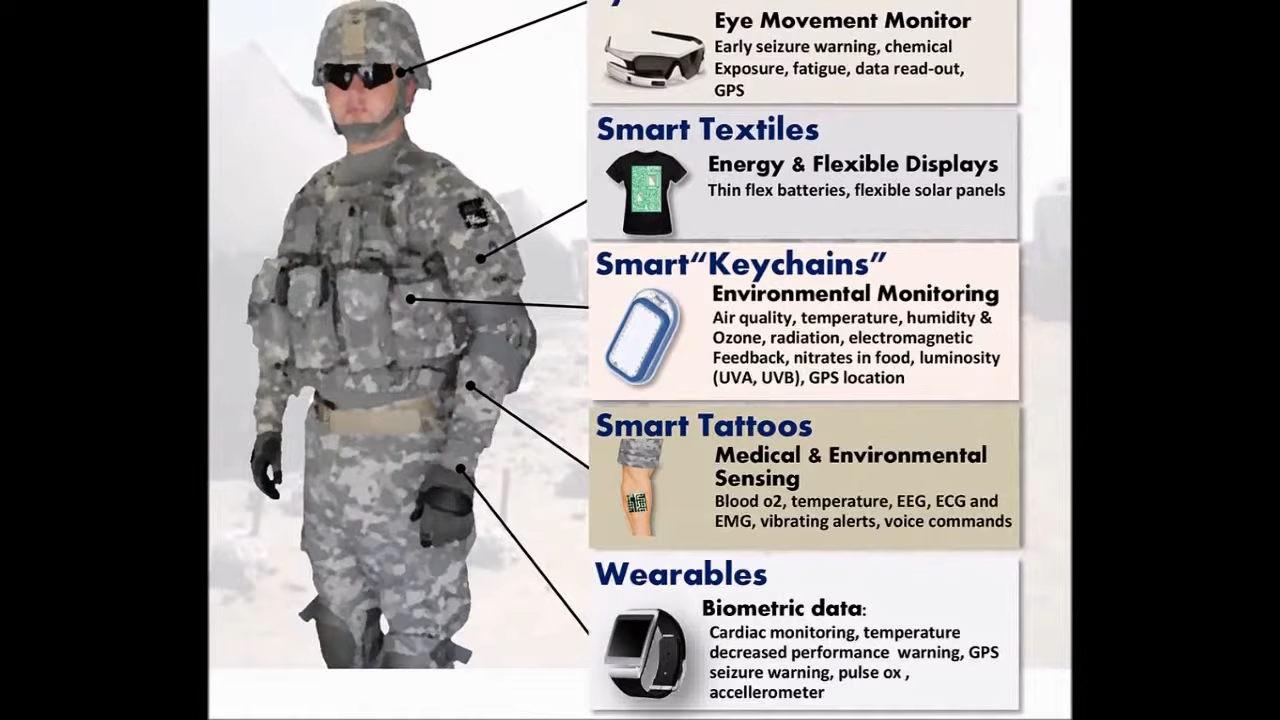 Eye Movement Monitor
Early seizure warning, chemical
Exposure, fatigue, data read-out,
GPS
Smart Textiles
Energy & Flexible Displays
Thin flex batteries, flexible solar panels
Smart“Keychains”
Environmental Monitoring
Air quality, temperature, humidity &
Ozone, radiation, electromagnetic
Feedback, nitrates in food, luminosity
(UVA, UVB), GPS location
Smart Tattoos
Medical & Environmental
Sensing
Blood o2, temperature, EEG, ECG and
EMG, vibrating alerts, voice commands
Wearables
Biometric data:
Cardiac monitoring, temperature
decreased performance warning, GPS
seizure warning, pulse ox ,
accellerometer